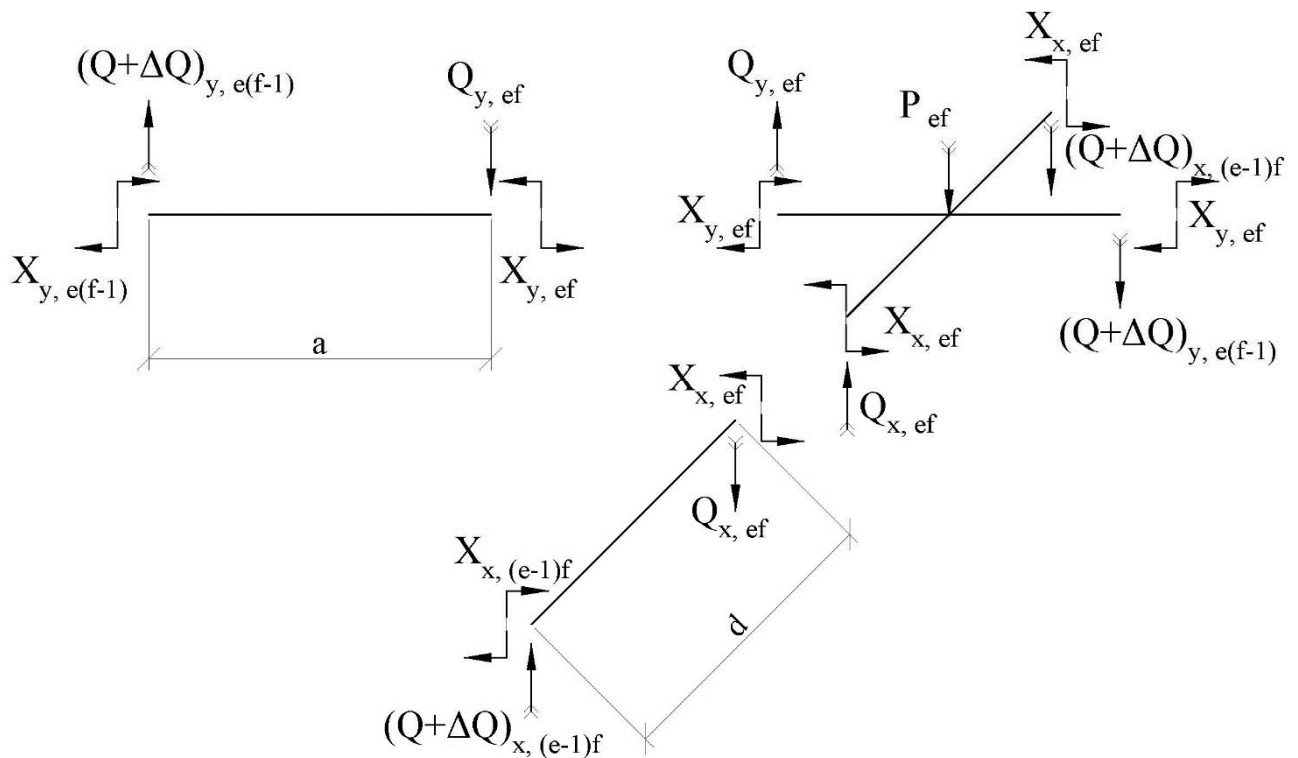 (Q+ΔQ)y, e(f-1)
Qy, ef
Xy, e(f-1)
Xy, ef
a
Qy, ef
Pef
Xx, ef
(Q+ΔQ)x, (e-1)f
Xy, ef
Xy, ef
Xx, ef
(Q+ΔQ)y, e(f-1)
Qx, ef
Xx, ef
Qx, ef
Xx, (e-1)f
d
(Q+ΔQ)x, (e-1)f